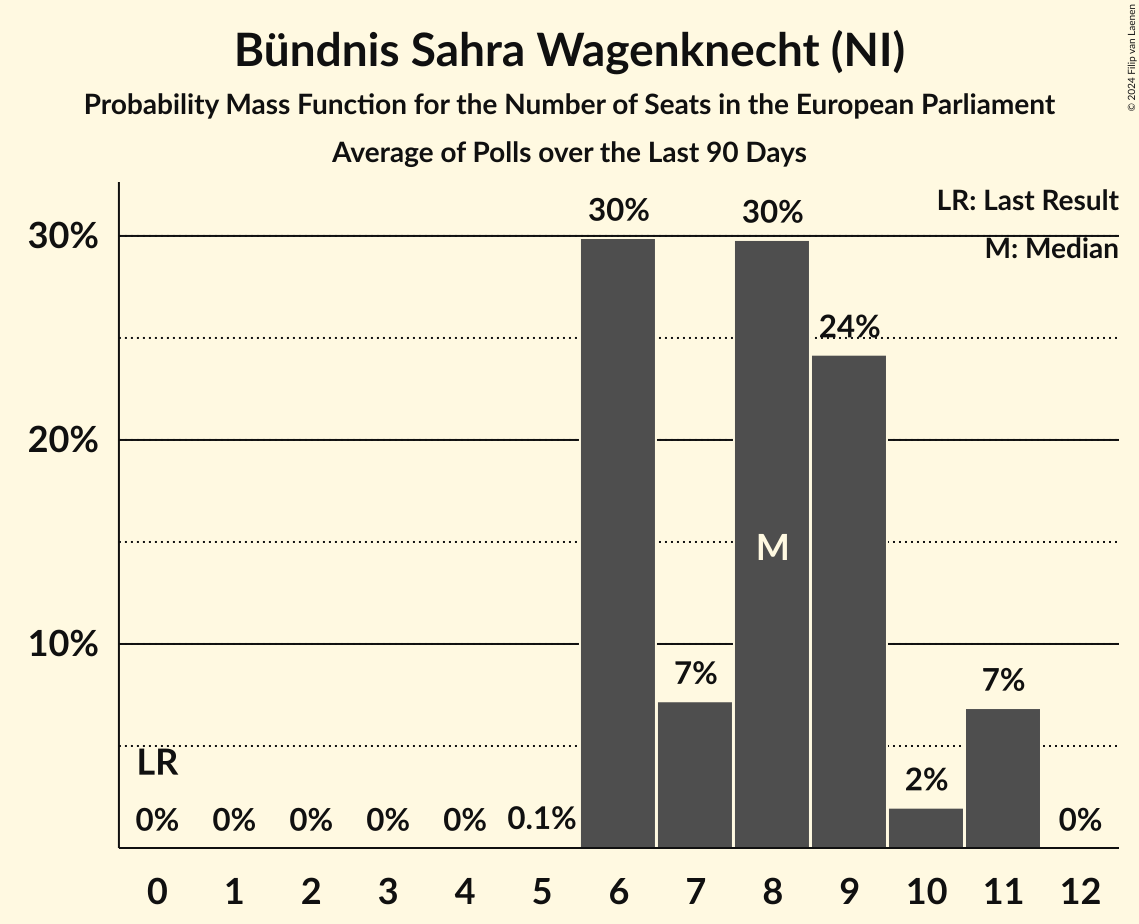 Bündnis Sahra Wagenknecht (NI)
Probability Mass Function for the Number of Seats in the European Parliament
Average of Polls over the Last 90 Days
© 2024 Filip van Laenen
LR: Last Result
M: Median
30%
20%
10%
30%
30%
24%
7%
7%
2%
M
LR
0%
0%
0%
0%
0%
0.1%
0%
0 1 2 3 4 5 6 7 8 9 10 11 12